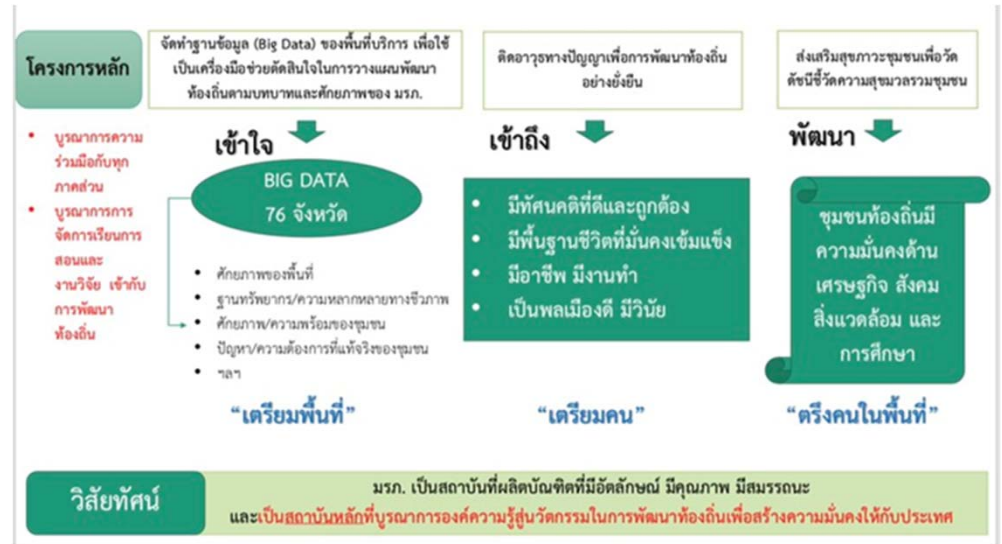 โครงการหลัก
จัดทำฐานข้อมูล (Big Data) ของพื้นที่บริการ เพื่อใช้
เป็นเครื่องมือช่วยตัดสินใจในการวางแผนพัฒนา
ท้องถิ่นตามบทบาทและศักยภาพของ มรภ.
ติดอาวุธทางปัญญาเพื่อการพัฒนาท้องถิ่น
อย่างยั่งยืน
ส่งเสริมสุขภาวะชุมชนเพื่อวัด
ดัชนีชี้วัดความสุขมวลรวมชุมชน
• บูรณาการความ
ร่วมมือกับทุก
ภาคส่วน
• บูรณาการการ
จัดการเรียนการ
สอนและ
งานวิจัย เข้ากับ
การพัฒนา
ท้องถิ่น
เข้าใจ
BIG DATA
76 จังหวัด
• ศักยภาพของพื้นที่
• ฐานทรัพยากร/ความหลากหลายทางชีวภาพ
• ศักยภาพ/ความพร้อมของชุมชน
• ปัญหา/ความต้องการที่แท้จริงของชุมชน
• ฯลฯ
“เตรียมพื้นที่”
เข้าถึง
• มีทัศนคติที่ดีและถูกต้อง
• มีพื้นฐานชีวิตที่มั่นคงเข้มแข็ง
• มีอาชีพ มีงานทำ
• เป็นพลเมืองดี มีวินัย
“เตรียมคน”
พัฒนา
ชุมชนท้องถิ่นมี
ความมั่นคงด้าน
เศรษฐกิจ สังคม
สิ่งแวดล้อม และ
การศึกษา
“ตรึงคนในพื้นที่”
วิสัยทัศน์
มรภ. เป็นสถาบันที่ผลิตบัณฑิตที่มีอัตลักษณ์ มีคุณภาพ มีสมรรถนะ
และเป็นสถาบันหลักที่บูรณาการองค์ความรู้สู่นวัตกรรมในการพัฒนาท้องถิ่นเพื่อสร้างความมั่นคงให้กับประเทศ